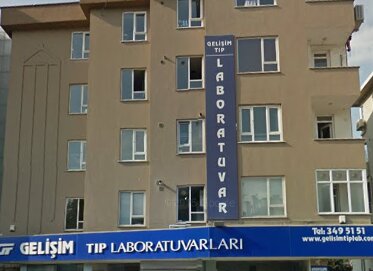 GELİŞİM
TIP
LABORATUVAR
GELİŞİM TIP LABORATUVARLARI
Tel: 349 51 51
www.gelisimtiplab.com